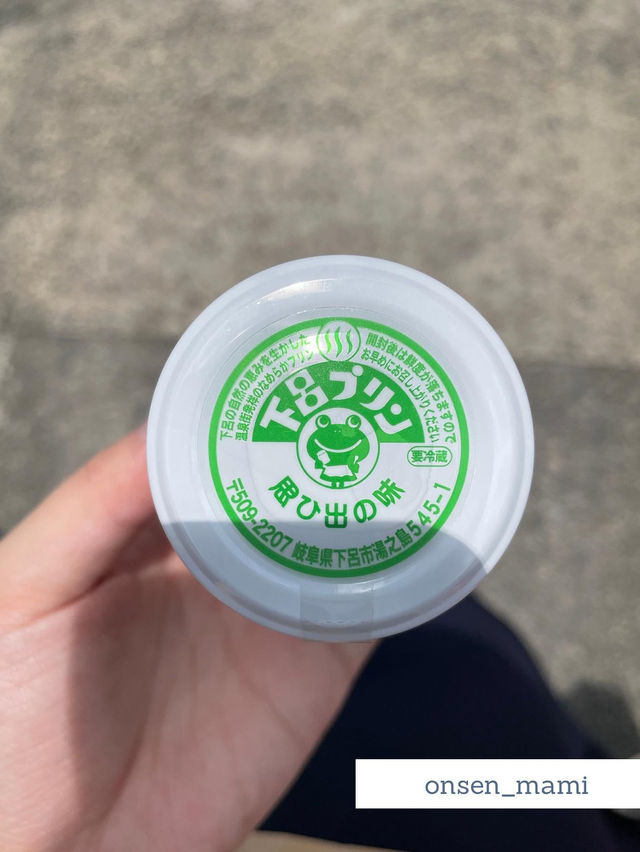 下呂の自然の恵みを生かした
温泉街発祥のなめらかプリン
開封後は鮮度が落ちますので
お早めにお召し上がりください
下呂プリン
要冷蔵
思ひ出の味
〒509-2207 岐阜県下呂市湯之島545-1
onsen_mami